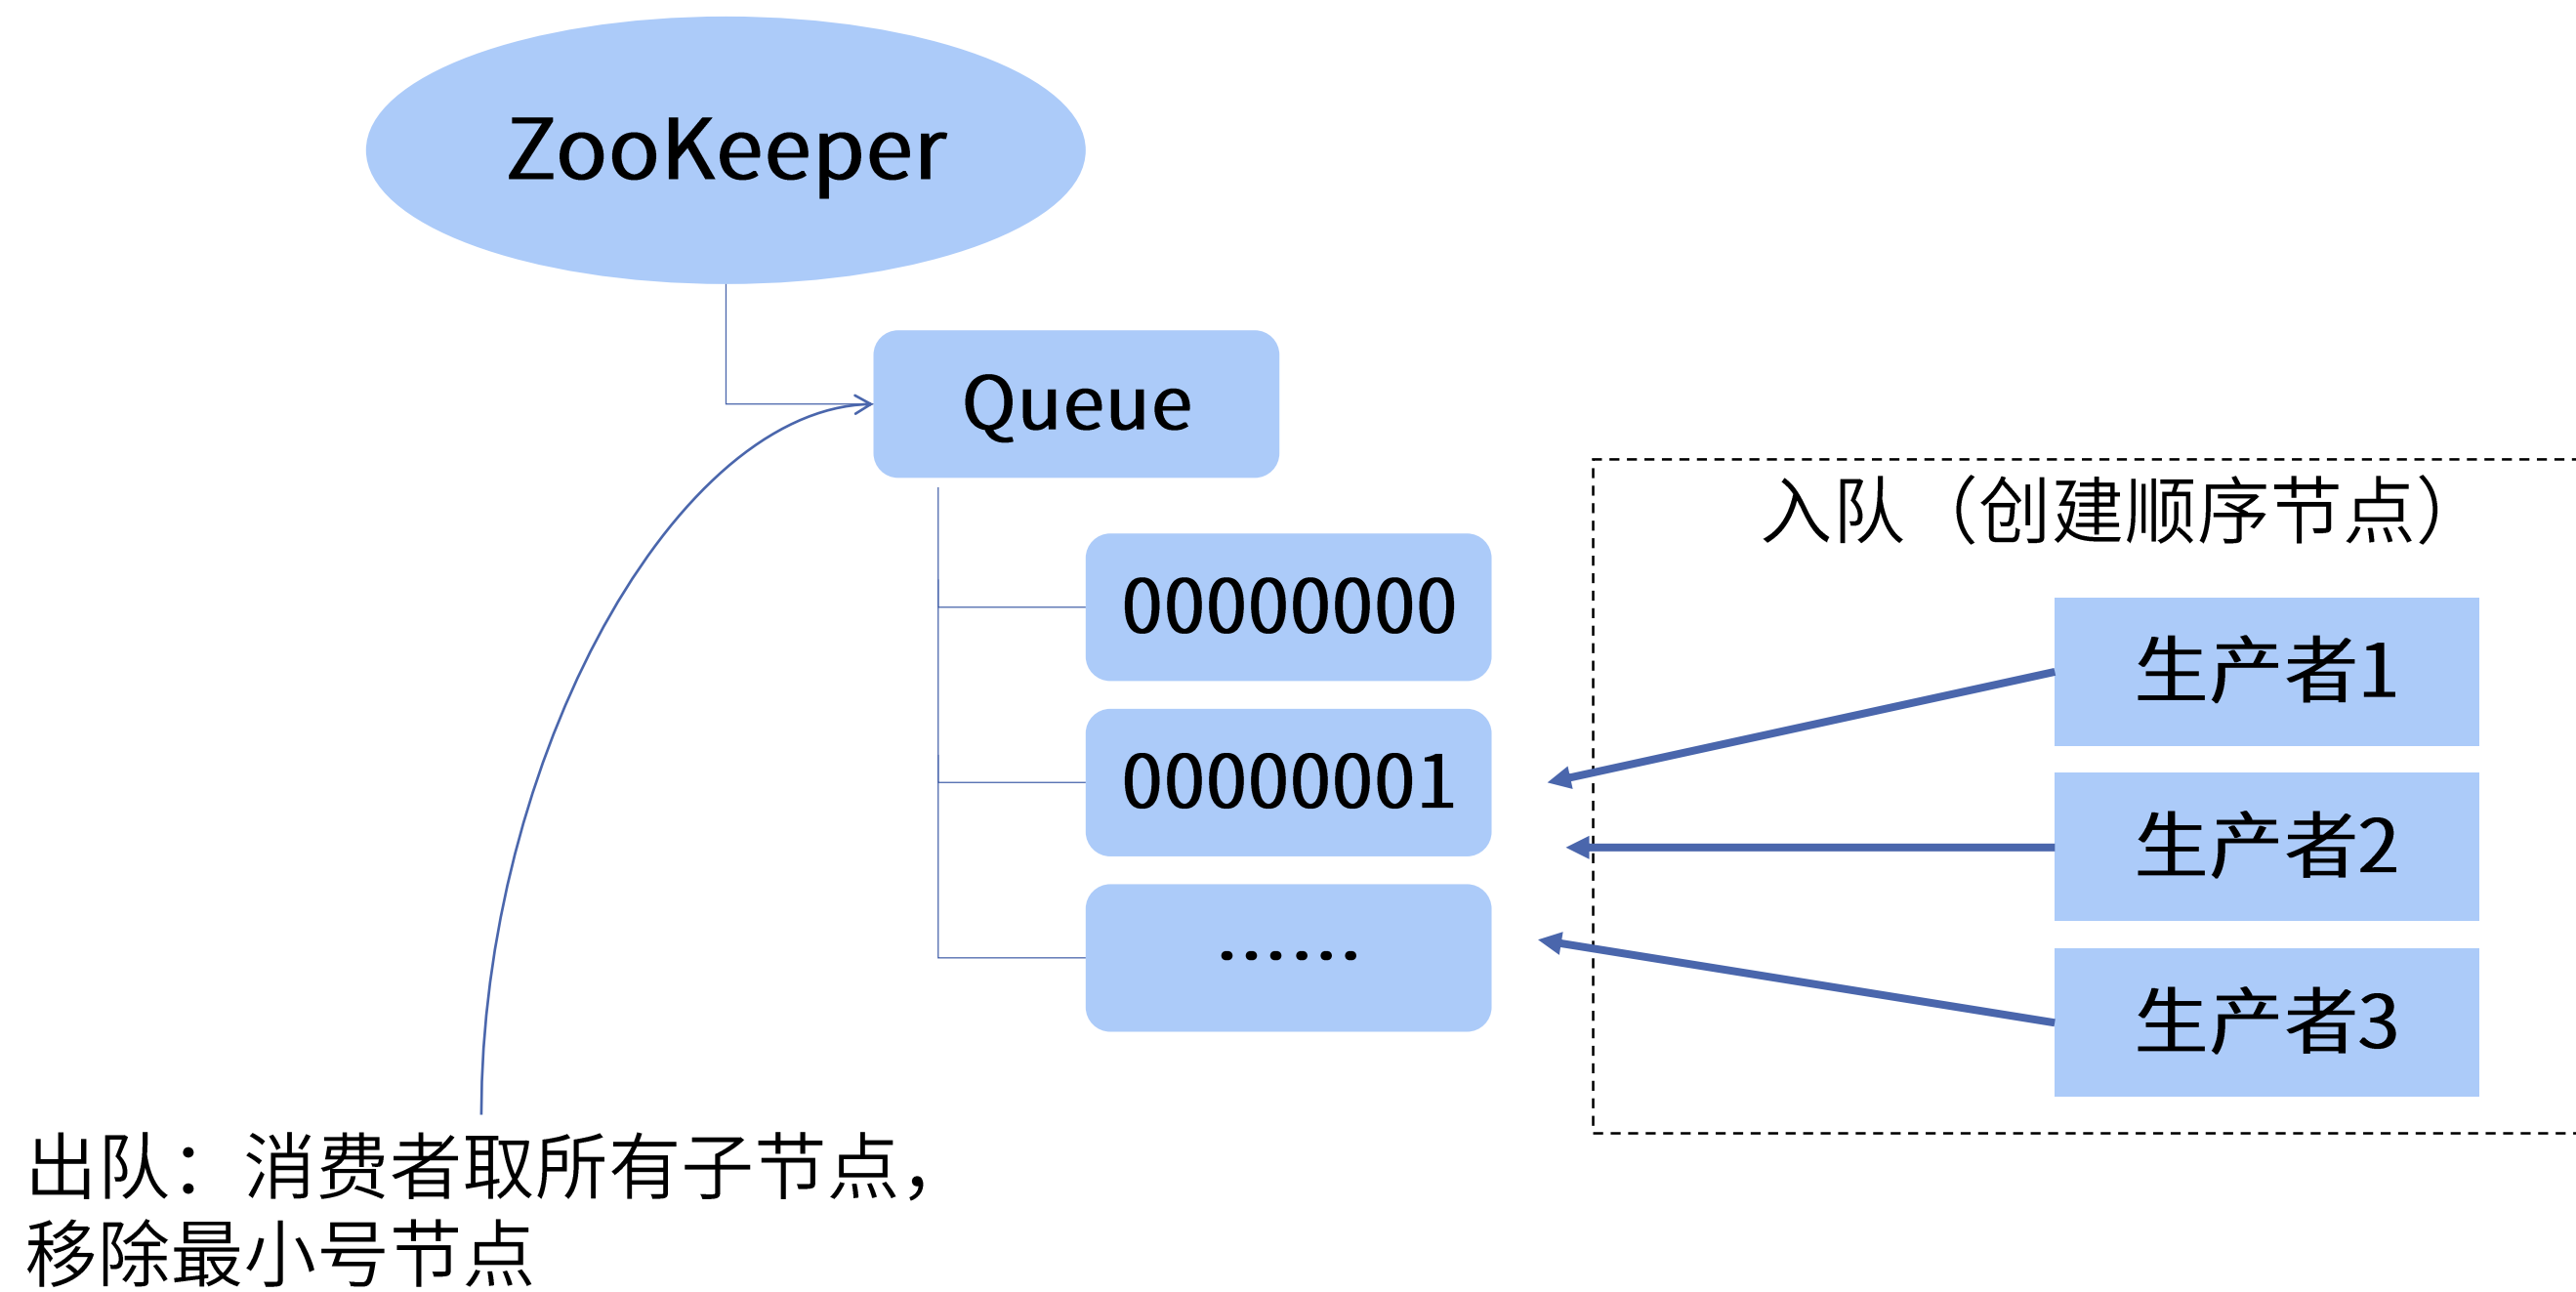 ZooKeeper
Queue
00000000
00000001
……
入队（创建顺序节点）
生产者1
生产者2
生产者3
出队：消费者取所有子节点，
移除最小号节点